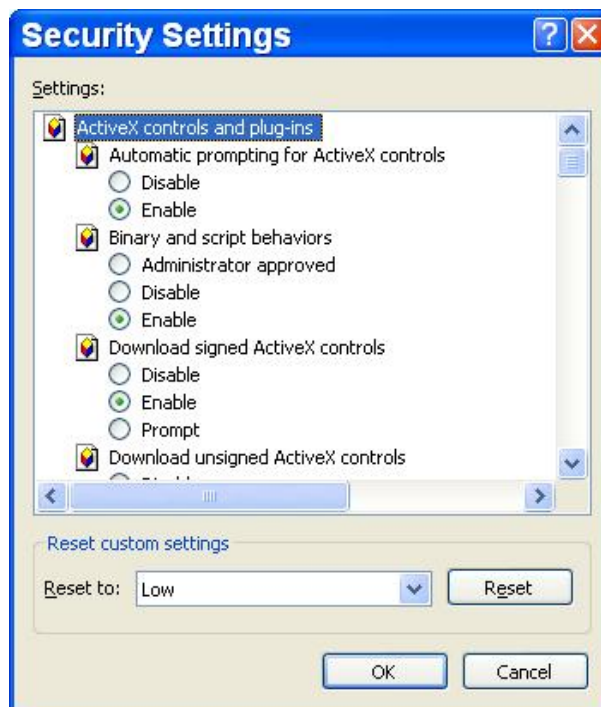 Security Settings
Settings:
ActiveX controls and plug-ins
Automatic prompting for ActiveX controls
Disable
Enable
Binary and script behaviors
Administrator approved
Disable
Enable
Download signed ActiveX controls
Disable
Enable
Prompt
Download unsigned ActiveX controls
Reset custom settings
Reset to: Low Reset
OK Cancel